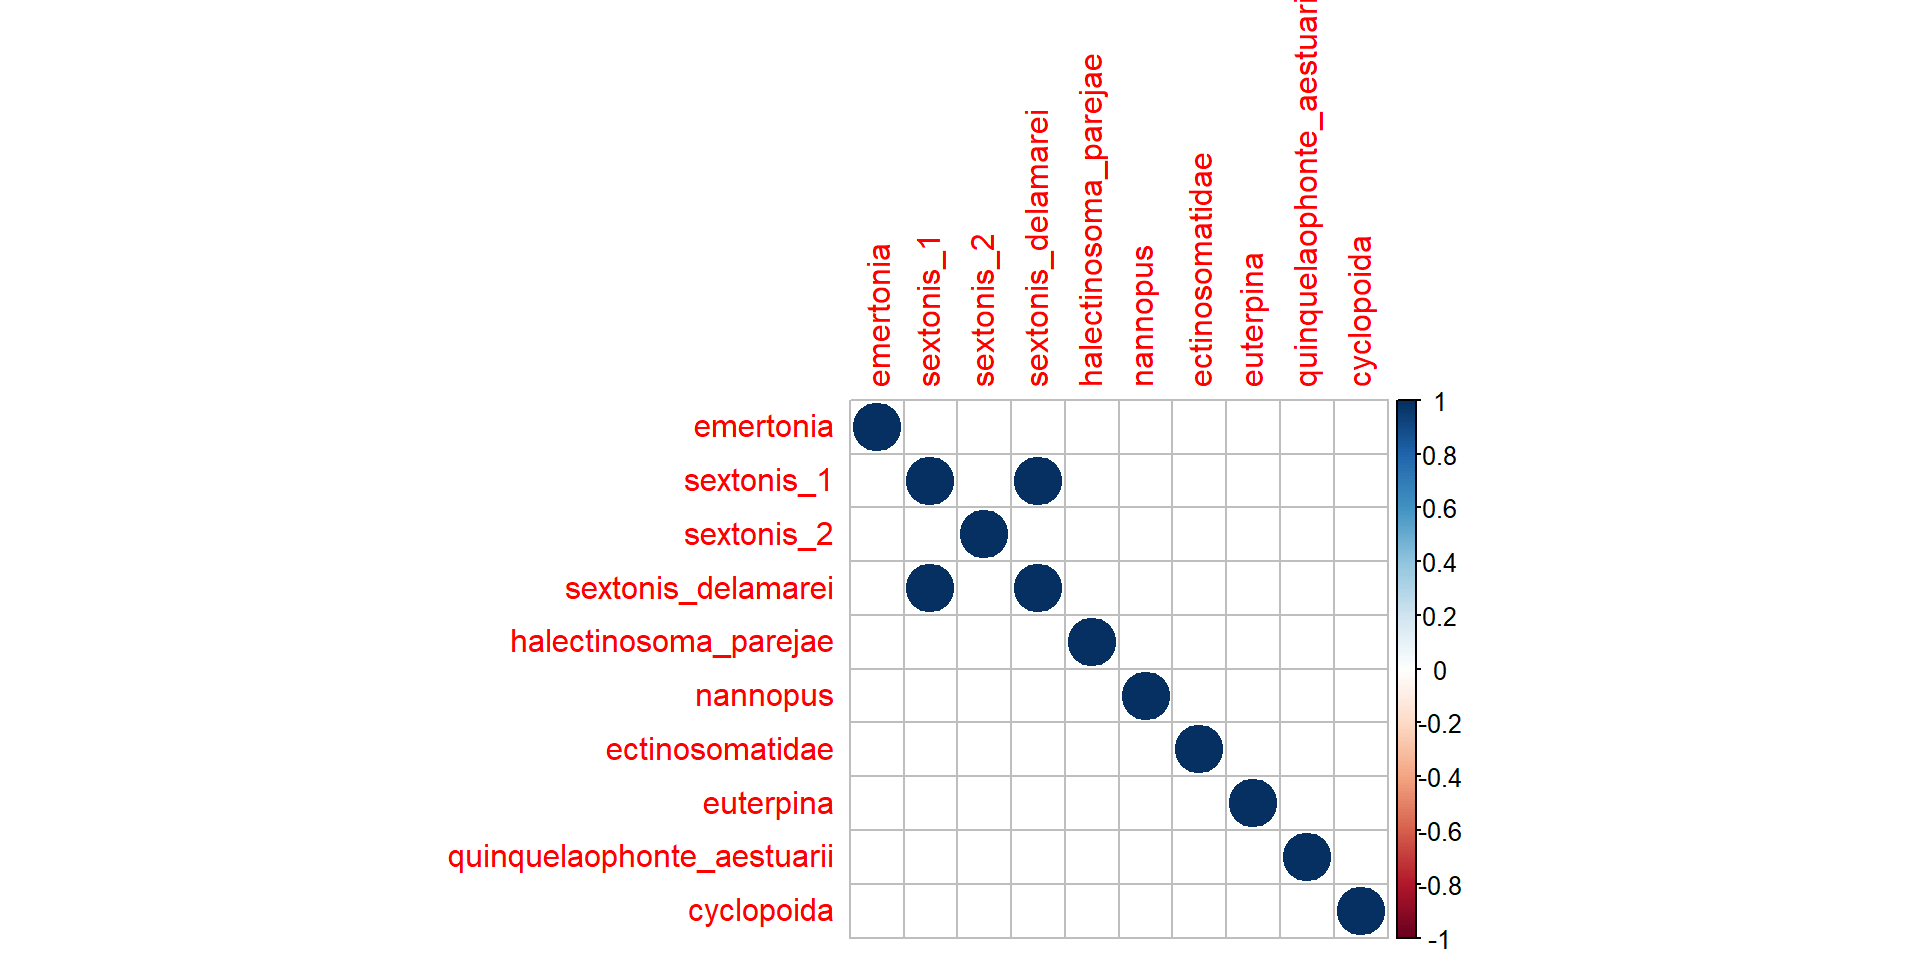 emertonia
sextonis_1
sextonis_2
sextonis_delamarei
halectinosoma_parejae
nannopus
ectinosomatidae
euterpina
quinquelaophonte_aestuari
cyclopoida
emertonia
sextonis_1
sextonis_2
sextonis_delamarei
halectinosoma_parejae
nannopus
ectinosomatidae
euterpina
quinquelaophonte_aestuarii
cyclopoida
1
0.8
0.6
0.4
0.2
0
-0.2
-0.4
-0.6
-0.8
-1